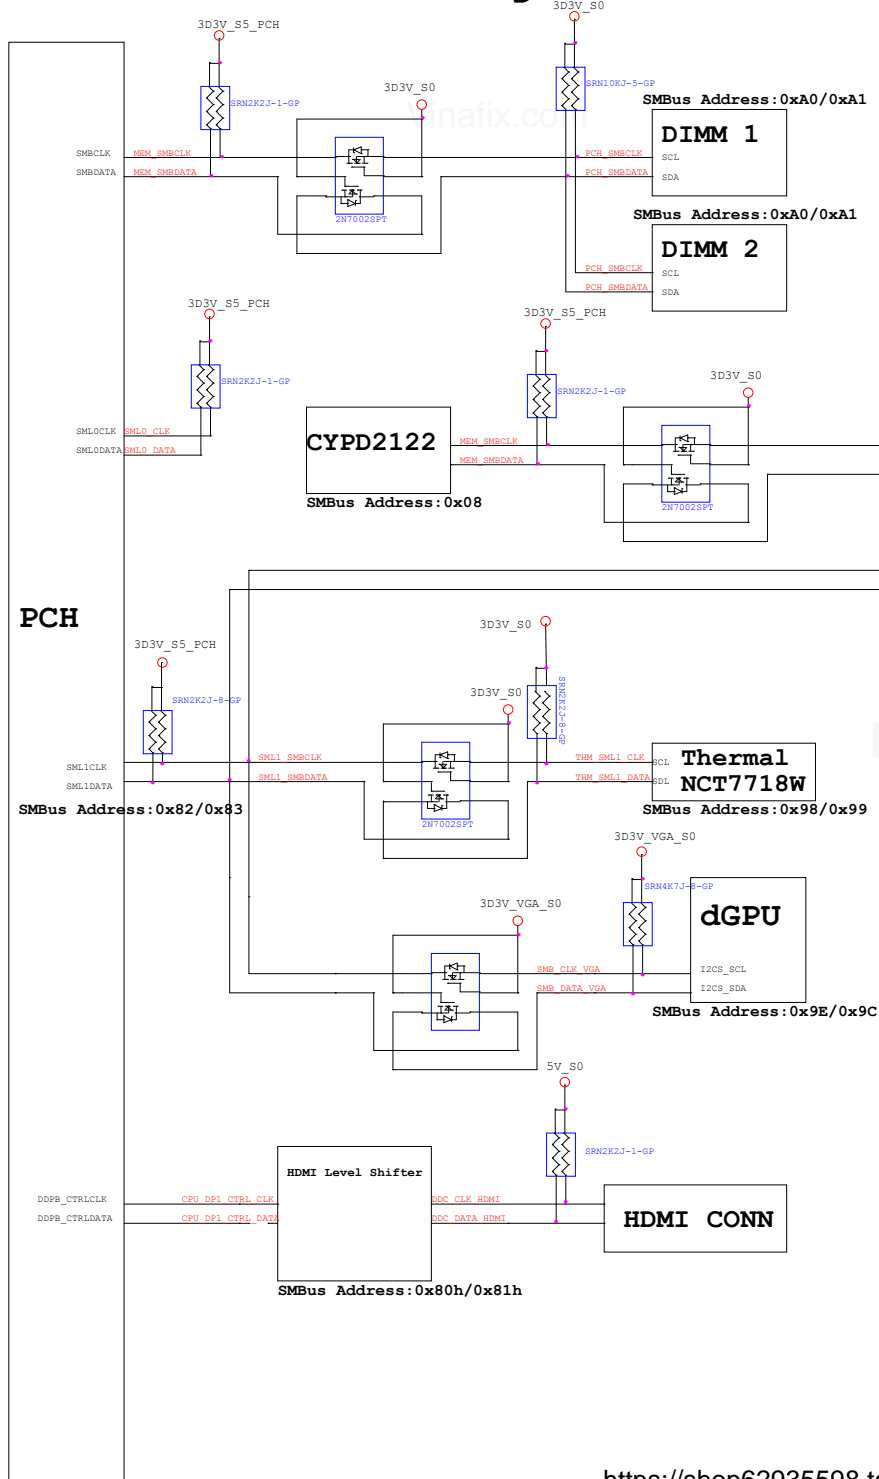 3D3V_S0
3D3V_S5_PCH
3D3V_S0
SRN10KJ-5-GP
SRN2K2J-1-GP
Vinafix.com
SMBus Address:0xA0/0xA1
DIMM 1
SMBCLK
MEM_SMBCLK
PCH_SMBCLK
SCL
SMBDATA
MEM_SMBDATA
PCH_SMBDATA
SDA
2N7002SPT
SMBus Address:0xA0/0xA1
DIMM 2
PCH_SMBCLK
SCL
PCH_SMBDATA
SDA
3D3V_S5_PCH
3D3V_S5_PCH
3D3V_S0
SRN2K2J-1-GP
SRN2K2J-1-GP
SML0CLK
SML0_CLK
SML0DATA
SML0_DATA
CYPD2122
MEM_SMBCLK
MEM_SMBDATA
2N7002SPT
SMBus Address:0x08
PCH
3D3V_S0
3D3V_S5_PCH
3D3V_S0
SRN2K2J-8-GP
SRN2K2J-8-GP
SML1CLK
SML1_SMBCLK
THM_SML1_CLK
SCL
Thermal
SML1DATA
SML1_SMBDATA
THM_SML1_DATA
SDL
NCT7718W
SMBus Address:0x82/0x83
SMBus Address:0x98/0x99
2N7002SPT
3D3V_VGA_S0
SRN4K7J-8-GP
3D3V_VGA_S0
dGPU
SMB_CLK_VGA
I2CS_SCL
SMB_DATA_VGA
I2CS_SDA
SMBus Address:0x9E/0x9C
5V_S0
SRN2K2J-1-GP
HDMI Level Shifter
DDPB_CTRLCLK
CPU_DP1_CTRL_CLK
DDC_CLK_HDMI
DDPB_CTRLDATA
CPU_DP1_CTRL_DATA
DDC_DATA_HDMI
HDMI CONN
SMBus Address:0x80h/0x81h